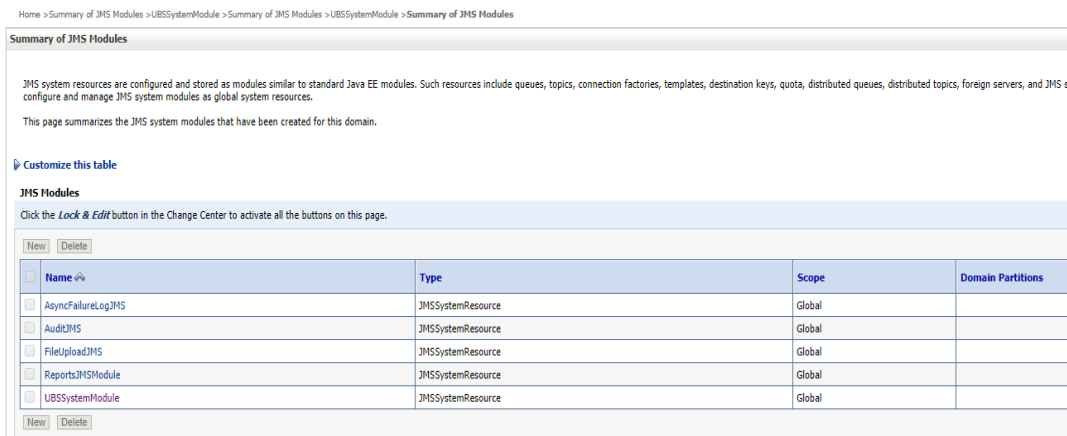 Home >Summary of JMS Modules >UBSSystemModule >Summary of JMS Modules >UBSSystemModule >Summary of JMS Modules
Summary of JMS Modules
JMS system resources are configured and stored as modules similar to standard Java EE modules. Such resources include queues, topics, connection factories, templates, destination keys, quota, distributed queues, distributed topics, foreign servers, and JMS s
configure and manage JMS system modules as global system resources.
This page summarizes the JMS system modules that have been created for this domain.
Customize this table
JMS Modules
Click the Lock & Edit button in the Change Center to activate all the buttons on this page.
New Delete
Name Type Scope Domain Partitions
AsyncFailureLogJMS JMSSystemResource Global
AuditJMS JMSSystemResource Global
FileUploadJMS JMSSystemResource Global
ReportsJMSModule JMSSystemResource Global
UBSSystemModule JMSSystemResource Global
New Delete